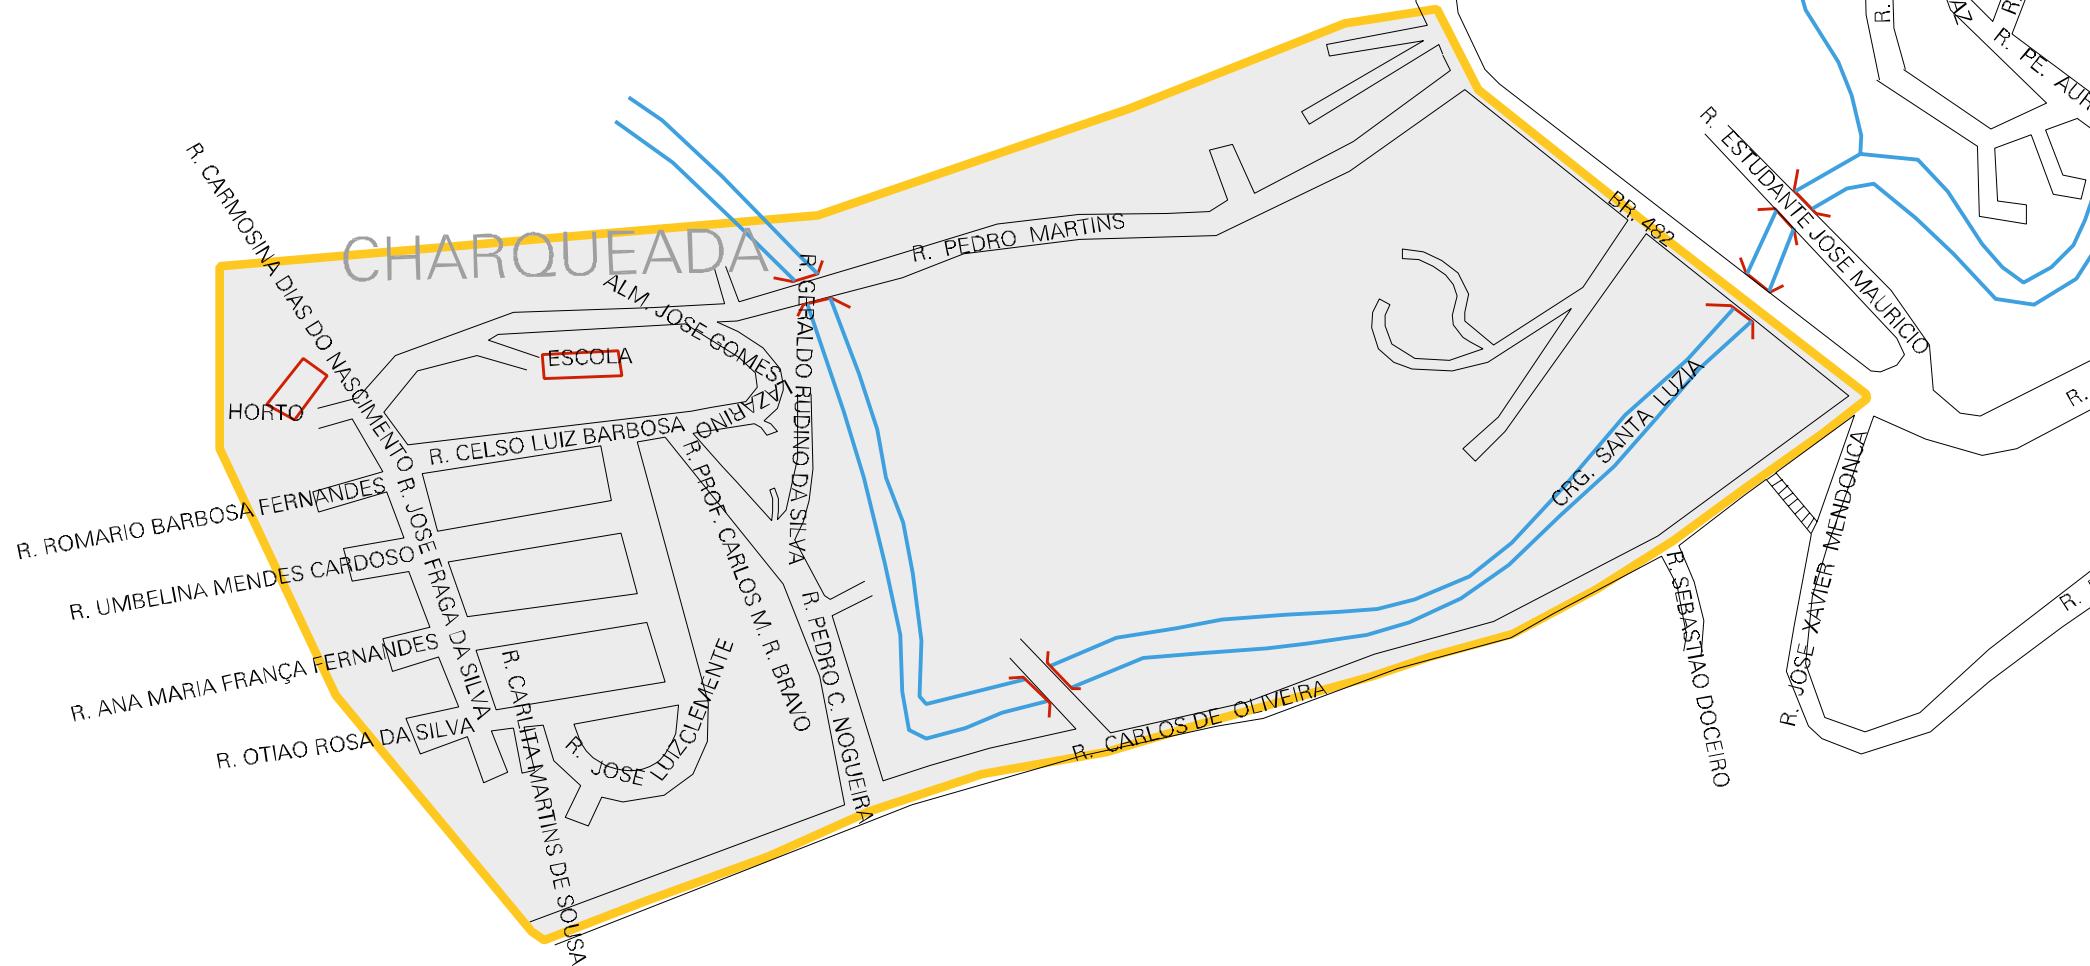 R.
R.
AZ
R. PE. AUR
R. ESTUDANTE JOSE MAURICIO
R. CARMOSINA DIAS DO NASCIMENTO
BR. 482
CHARQUEADA
R. PEDRO MARTINS
ALM. JOSE GOMES
R. GERALDO RUDINO DA SILVA
ESCOLA
HORTO
AZARINO
R. CELSO LUIZ BARBOSA
CRG. SANTA LUZIA
R.
R. ROMARIO BARBOSA FERNANDES
R. JOSE FRAGA DA SILVA
R. PROF. CARLOS M. R. BRAVO
R. UMBELINA MENDES CARDOSO
R. JOSE XAVIER MENDONCA
R. SEBASTIAO DOCEIRO
R.
R. PEDRO C. NOGUEIRA
R. ANA MARIA FRANÇA FERNANDES
R. CARLITA MARTINS DE SOUSA
R. JOSE LUIZ CLEMENTE
R. CARLOS DE OLIVEIRA
R. OTIAO ROSA DA SILVA